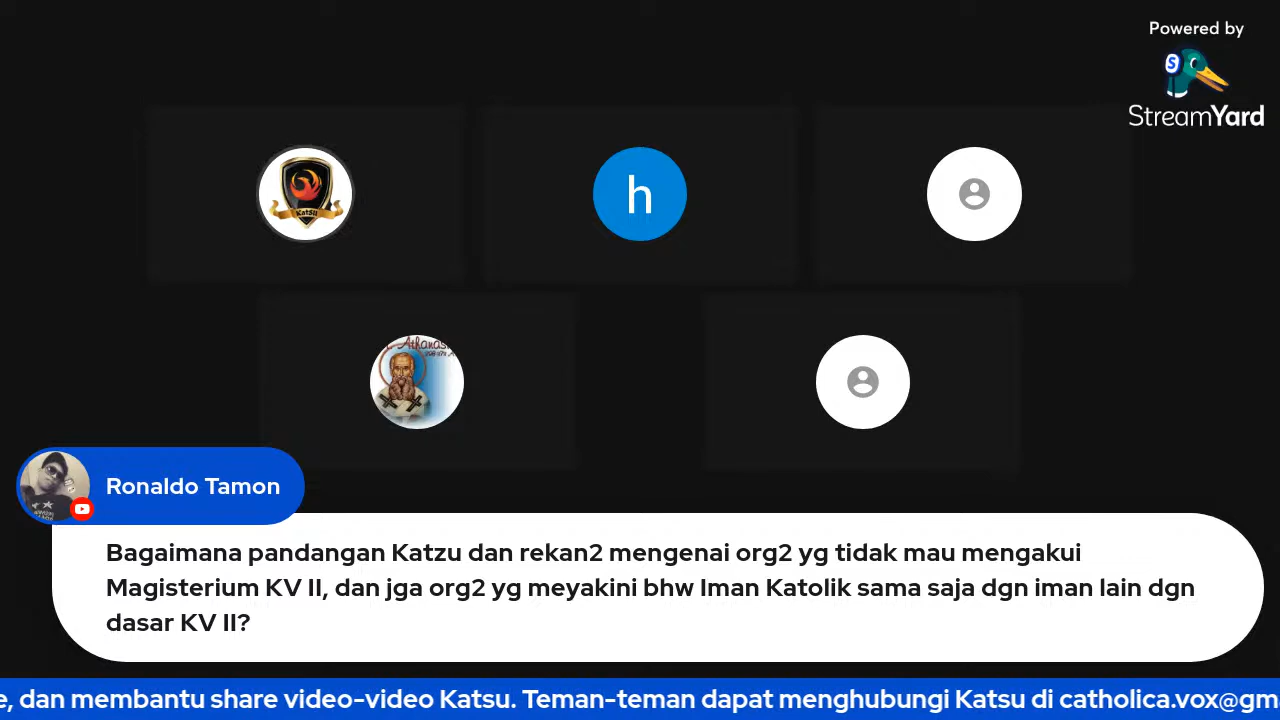 Powered by
S
StreamYard
Katsu
h
Athanas
Ronaldo Tamon
Bagaimana pandangan Katzu dan rekan2 mengenai org2 yg tidak mau mengakui
Magisterium KV II, dan jga org2 yg meyakini bhw Iman Katolik sama saja dgn iman lain dgn
dasar KV II?
e, dan membantu share video-video Katsu. Teman-teman dapat menghubungi Katsu di catholica.vox@gm